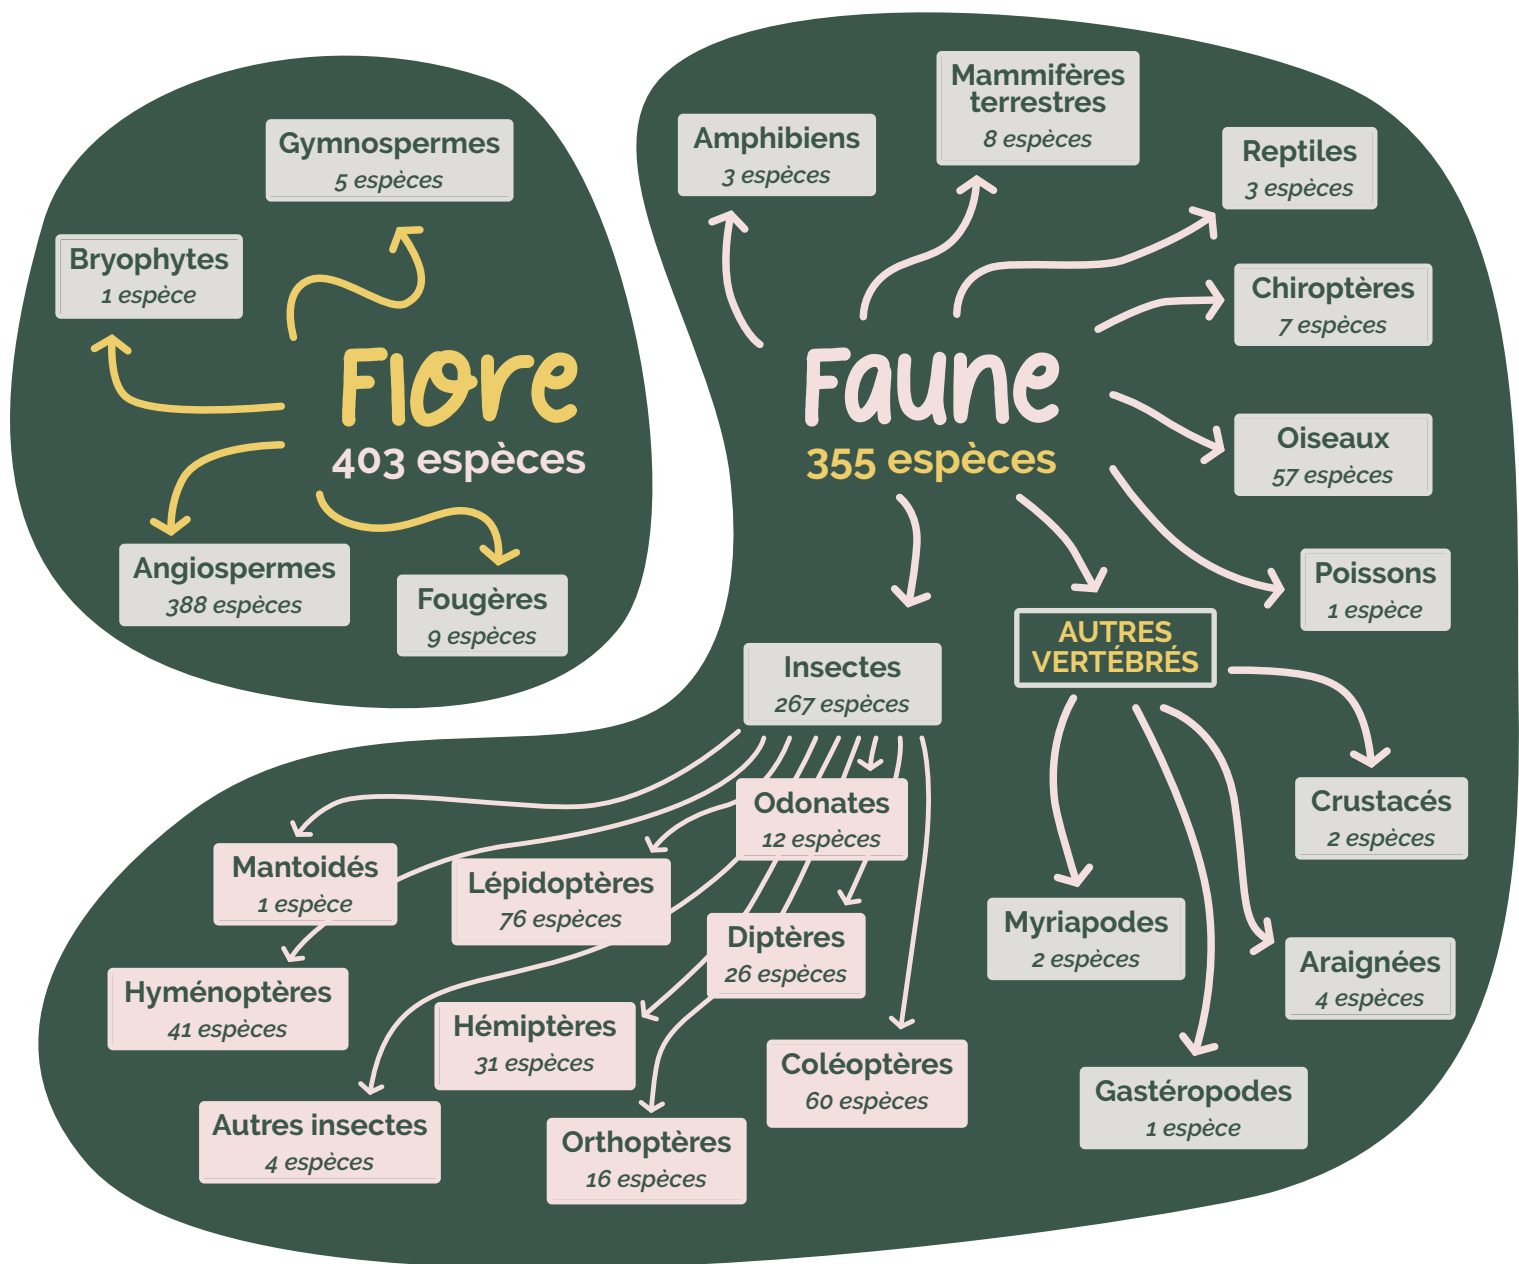 Gymnospermes
5 espèces
Bryophytes
1 espèce
Flore
403 espèces
Angiospermes
388 espèces
Fougères
9 espèces
Mammifères
terrestres
8 espèces
Amphibiens
3 espèces
Reptiles
3 espèces
Chiroptères
7 espèces
Faune
355 espèces
Oiseaux
57 espèces
Poissons
1 espèce
AUTRES
VERTÉBRÉS
Insectes
267 espèces
Crustacés
2 espèces
Odonates
12 espèces
Mantoidés
1 espèce
Lépidoptères
76 espèces
Diptères
26 espèces
Myriapodes
2 espèces
Araignées
4 espèces
Hyménoptères
41 espèces
Hémiptères
31 espèces
Coléoptères
60 espèces
Gastéropodes
1 espèce
Autres insectes
4 espèces
Orthoptères
16 espèces